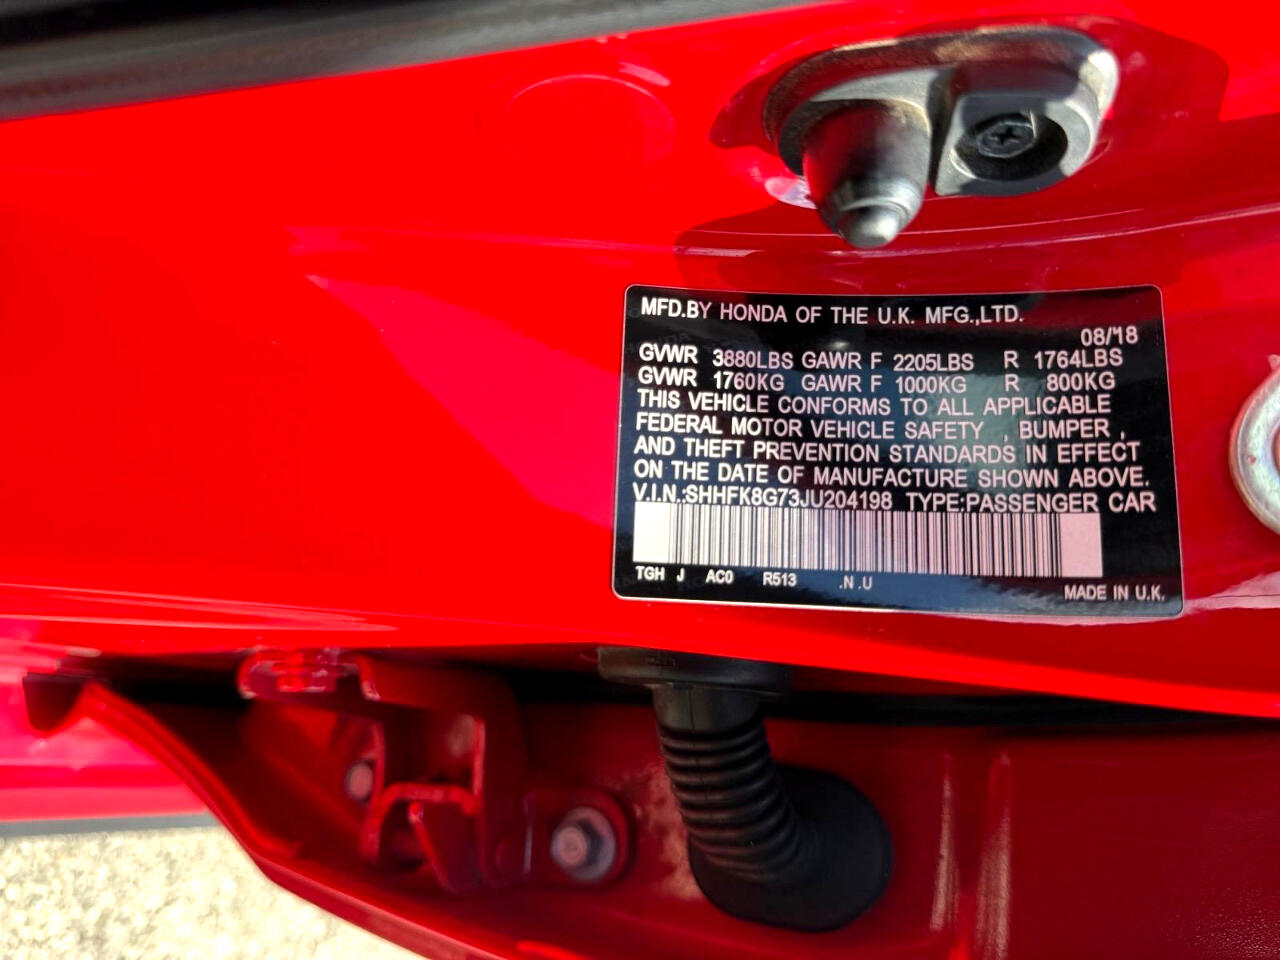 MFD.BY HONDA OF THE U.K. MFG.,LTD.
08/'18
GVWR 3880LBS GAWR F 2205LBS R 1764LBS
GVWR 1760KG GAWR F 1000KG R 800KG
THIS VEHICLE CONFORMS TO ALL APPLICABLE
FEDERAL MOTOR VEHICLE SAFETY , BUMPER ,
AND THEFT PREVENTION STANDARDS IN EFFECT
ON THE DATE OF MANUFACTURE SHOWN ABOVE.
V.I.N.:SHHFK8G73JU204198 TYPE:PASSENGER CAR
TGH J AC0 R513 .N .U
MADE IN U.K.